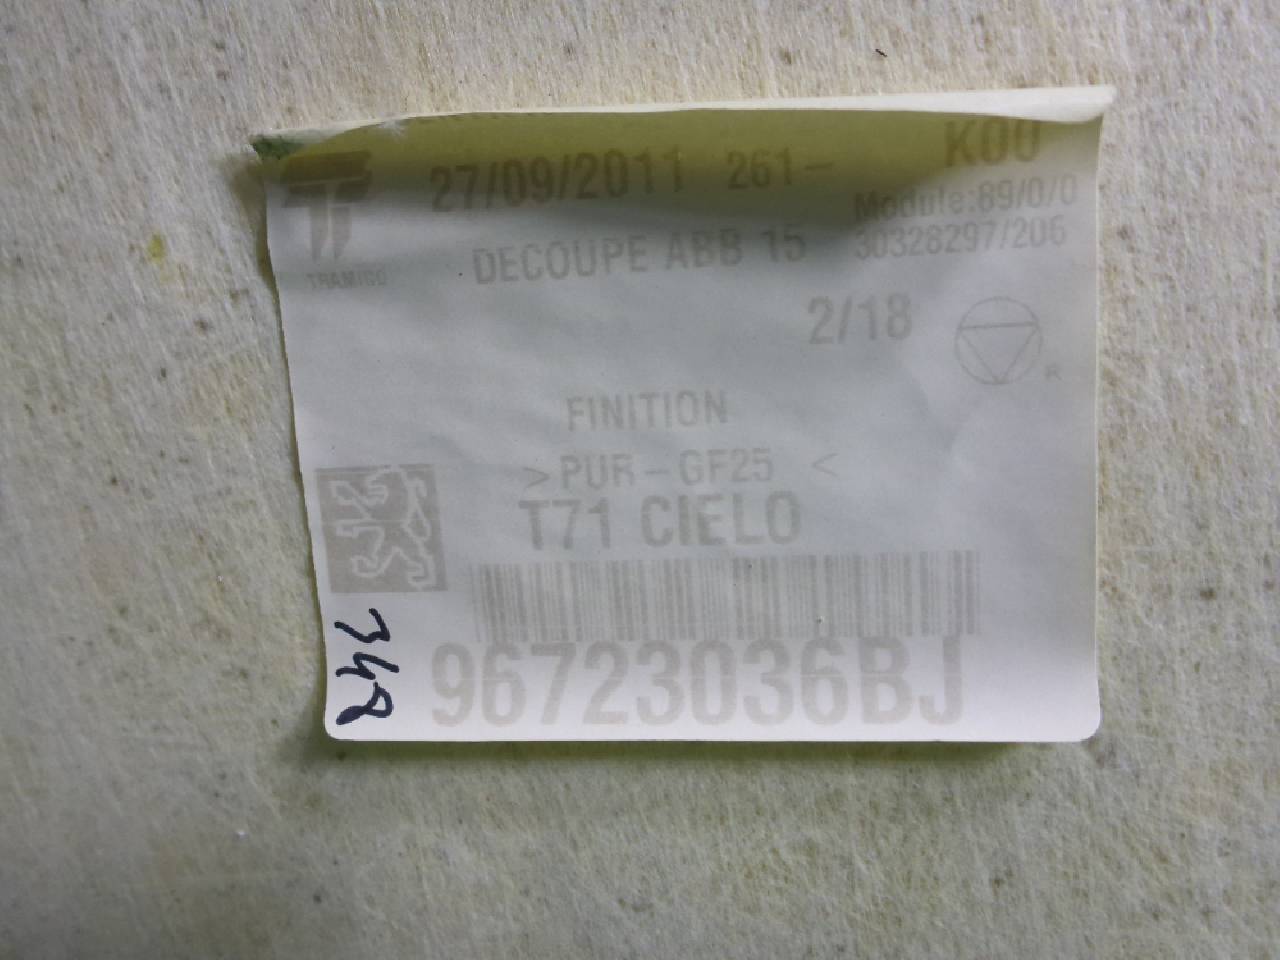 27/09/2011 261- K00
Module:89/0/0
TRAMICO
DECOUPE ABB 15 30328297/206
2/18
R
FINITION
>PUR-GF25 <
T71 CIELO
96723036BJ
342